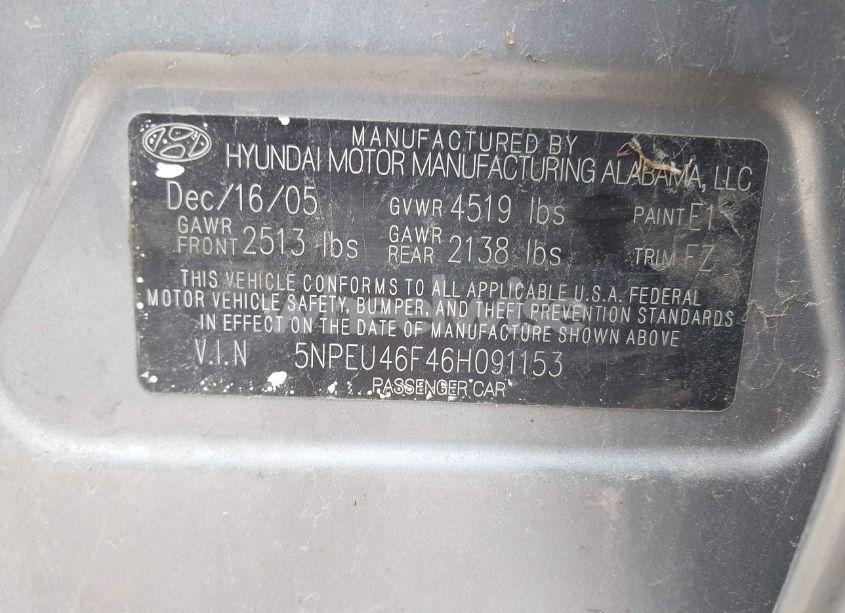 MANUFACTURED BY
HYUNDAI MOTOR MANUFACTURING ALABAMA, LLC
Dec/16/05 GVWR 4519 lbs PAINT E1
GAWR FRONT 2513 lbs GAWR REAR 2138 lbs TRIM FZ
THIS VEHICLE CONFORMS TO ALL APPLICABLE U.S.A. FEDERAL
MOTOR VEHICLE SAFETY, BUMPER, AND THEFT PREVENTION STANDARDS
IN EFFECT ON THE DATE OF MANUFACTURE SHOWN ABOVE
V.I.N 5NPEU46F46H091153
PASSENGER CAR